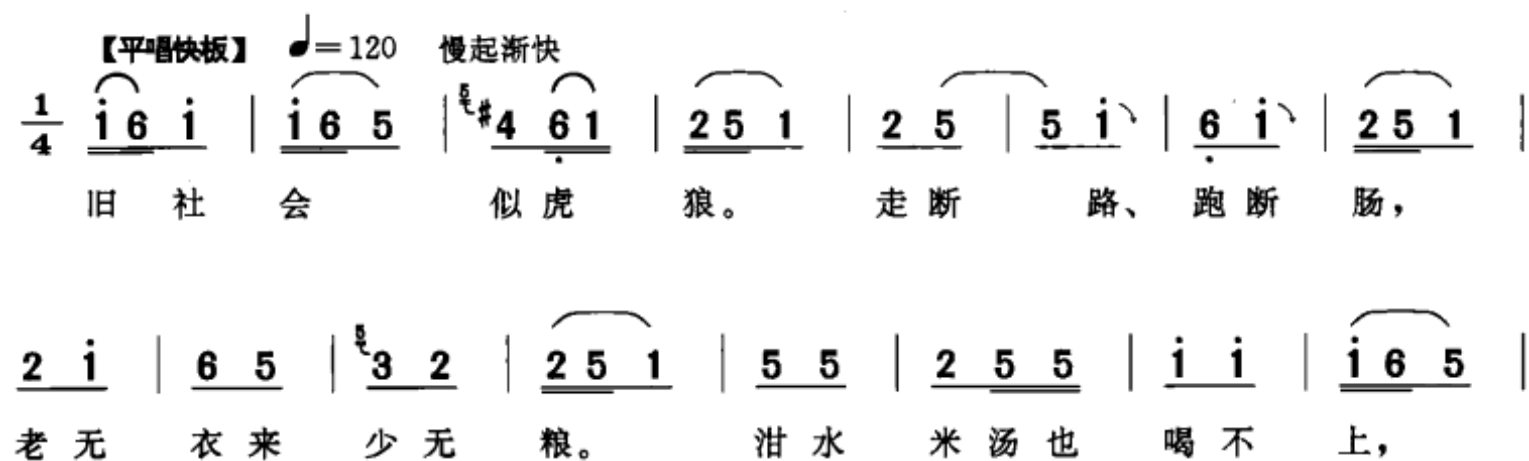 【平唱快板】 ♩=120 慢起渐快
1/4 i̇ 6 i̇ | i̇ 6 5 | 5 #4 6̣ 1 | 2 5 1 | 2 5 | 5 i̇ | 6̣ i̇ | 2 5 1 |
旧 社 会 似 虎 狼。 走 断 路、 跑 断 肠，
2 i̇ | 6 5 | 5 3 2 | 2 5 1 | 5 5 | 2 5 5 | i̇ i̇ | i̇ 6 5 |
老 无 衣 来 少 无 粮。 泔 水 米 汤 也 喝 不 上，